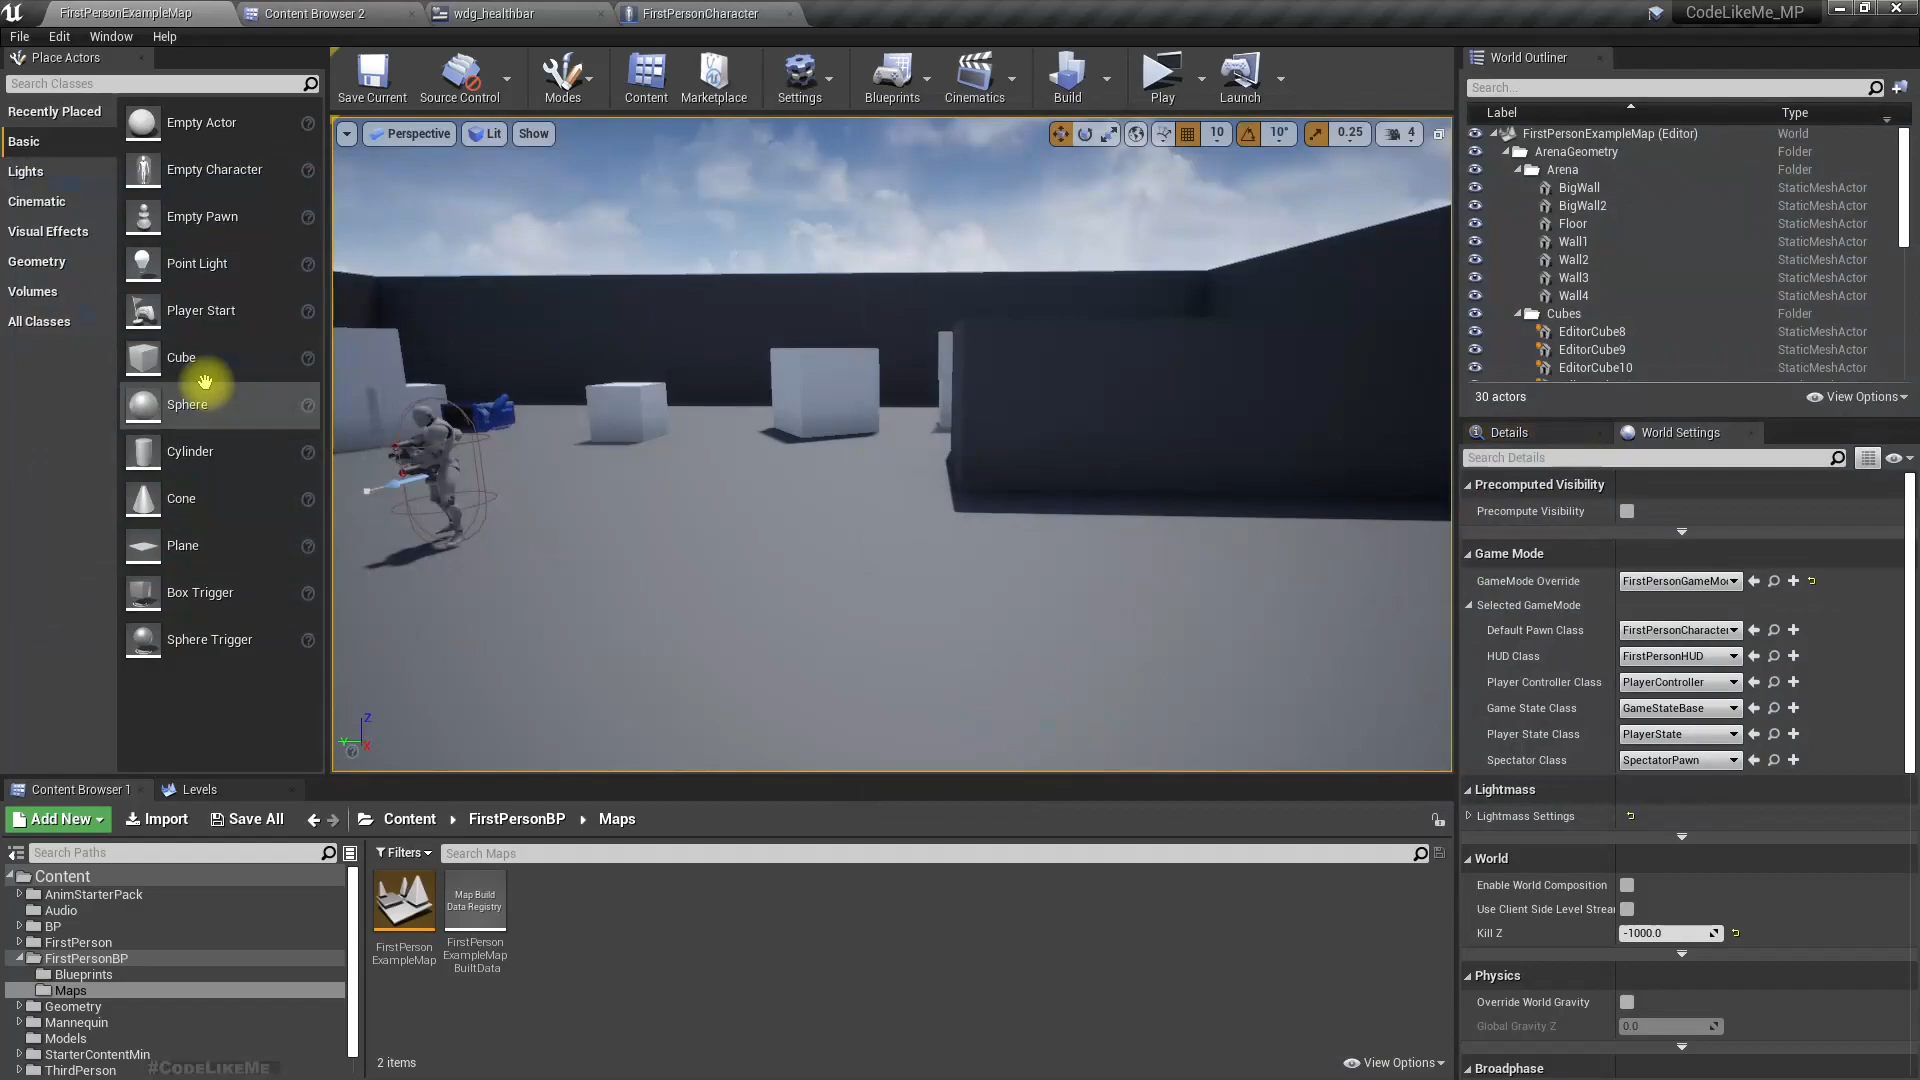 FirstPersonExampleMap
Content Browser 2
wdg_healthbar
FirstPersonCharacter
CodeLikeMe_MP
File Edit Window Help
Place Actors
Search Classes
Recently Placed
Basic
Lights
Cinematic
Visual Effects
Geometry
Volumes
All Classes
Empty Actor
Empty Character
Empty Pawn
Point Light
Player Start
Cube
Sphere
Cylinder
Cone
Plane
Box Trigger
Sphere Trigger
Save Current
Source Control
Modes
Content
Marketplace
Settings
Blueprints
Cinematics
Build
Play
Launch
Perspective
Lit
Show
10
10°
0.25
4
Z
Y
X
World Outliner
Search...
Label
Type
FirstPersonExampleMap (Editor) World
ArenaGeometry Folder
Arena Folder
BigWall StaticMeshActor
BigWall2 StaticMeshActor
Floor StaticMeshActor
Wall1 StaticMeshActor
Wall2 StaticMeshActor
Wall3 StaticMeshActor
Wall4 StaticMeshActor
Cubes Folder
EditorCube8 StaticMeshActor
EditorCube9 StaticMeshActor
EditorCube10 StaticMeshActor
30 actors
View Options
Details
World Settings
Search Details
Precomputed Visibility
Precompute Visibility
Game Mode
GameMode Override FirstPersonGameMo
Selected GameMode
Default Pawn Class FirstPersonCharacter
HUD Class FirstPersonHUD
Player Controller Class PlayerController
Game State Class GameStateBase
Player State Class PlayerState
Spectator Class SpectatorPawn
Lightmass
Lightmass Settings
World
Enable World Composition
Use Client Side Level Strea
Kill Z -1000.0
Physics
Override World Gravity
Global Gravity Z 0.0
Broadphase
Content Browser 1
Levels
Add New
Import
Save All
Content
FirstPersonBP
Maps
Search Paths
Filters
Search Maps
Content
AnimStarterPack
Audio
BP
FirstPerson
FirstPersonBP
Blueprints
Maps
Geometry
Mannequin
Models
StarterContentMin
ThirdPerson
#CodeLikeMe
FirstPerson
ExampleMap
Map Build
Data Registry
FirstPerson
ExampleMap
BuiltData
2 items
View Options